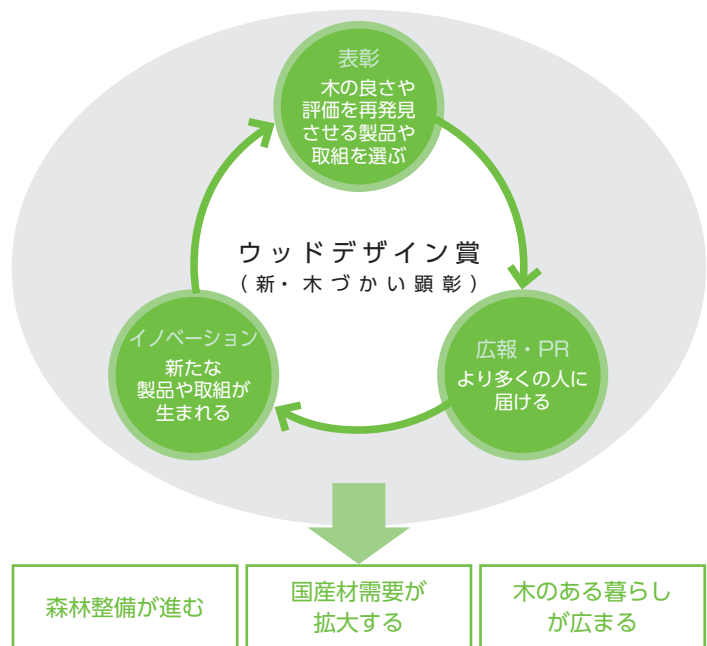 表彰
木の良さや
評価を再発見
させる製品や
取組を選ぶ
ウッドデザイン賞
(新・木づかい顕彰)
イノベーション
新たな
製品や取組が
生まれる
広報・PR
より多くの人に
届ける
森林整備が進む
国産材需要が
拡大する
木のある暮らし
が広まる